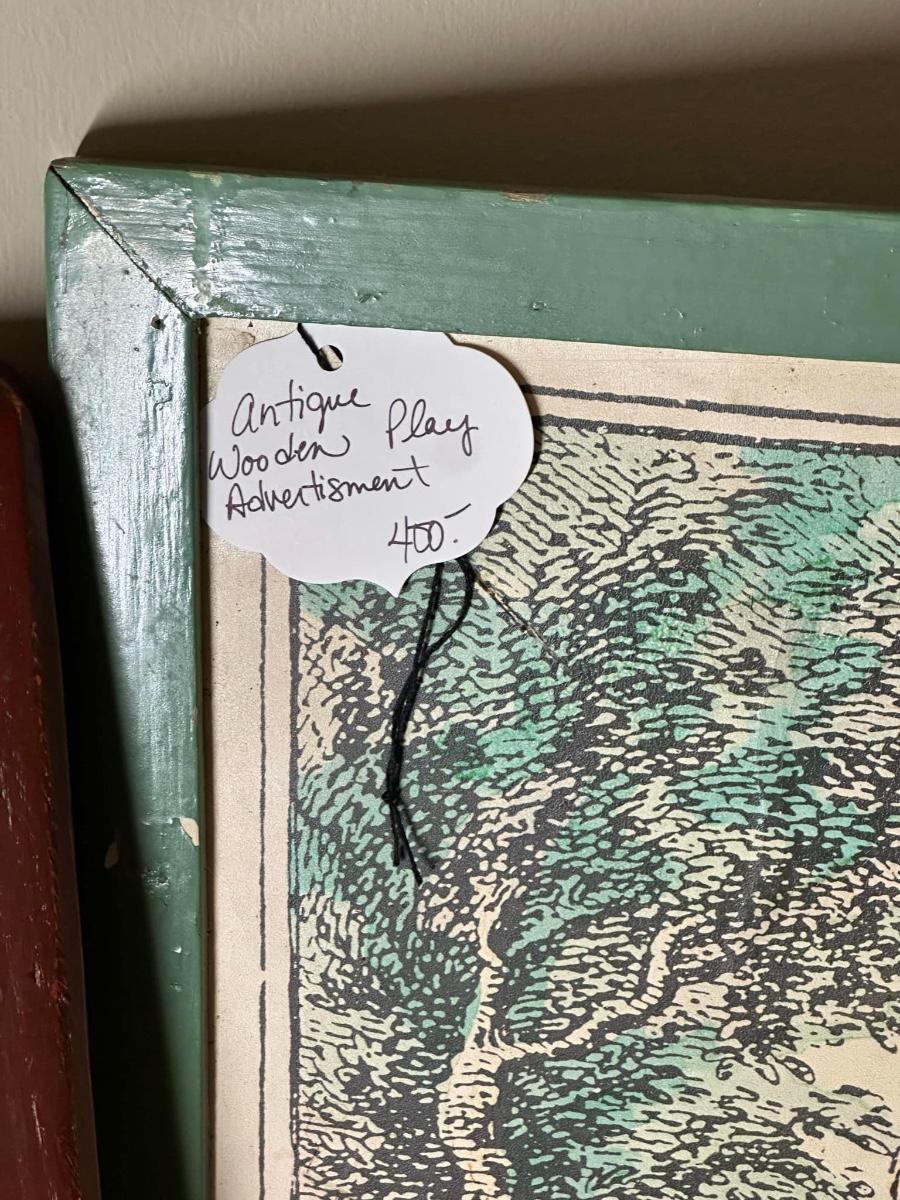 Antique
Wooden Play
Advertisment
400.-